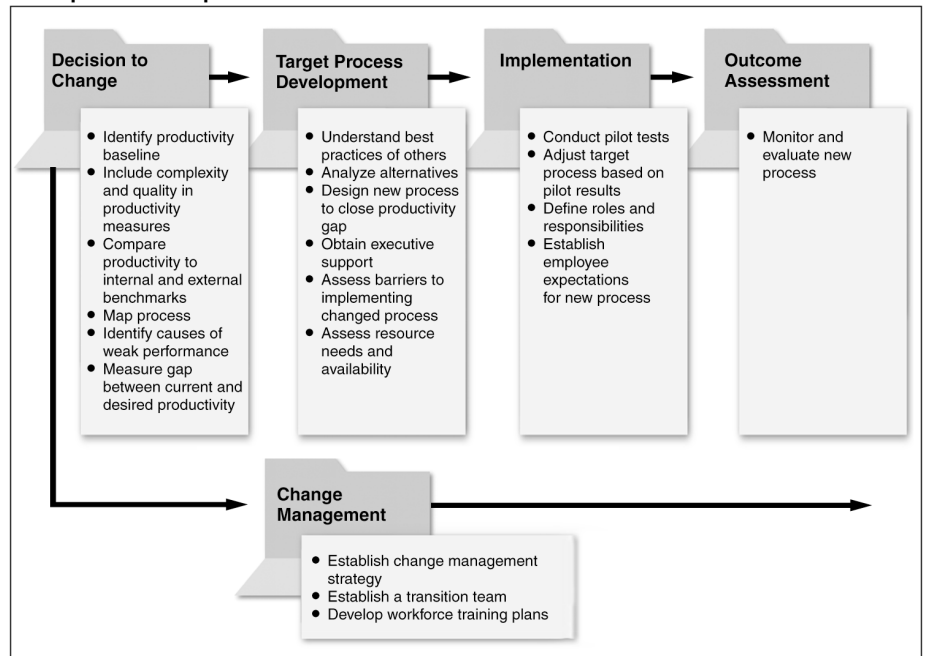 Decision to
Change
● Identify productivity
baseline
● Include complexity
and quality in
productivity
measures
● Compare
productivity to
internal and external
benchmarks
● Map process
● Identify causes of
weak performance
● Measure gap
between current and
desired productivity
Target Process
Development
● Understand best
practices of others
● Analyze alternatives
● Design new process
to close productivity
gap
● Obtain executive
support
● Assess barriers to
implementing
changed process
● Assess resource
needs and
availability
Implementation
● Conduct pilot tests
● Adjust target
process based on
pilot results
● Define roles and
responsibilities
● Establish
employee
expectations
for new process
Outcome
Assessment
● Monitor and
evaluate new
process
Change
Management
● Establish change management
strategy
● Establish a transition team
● Develop workforce training plans